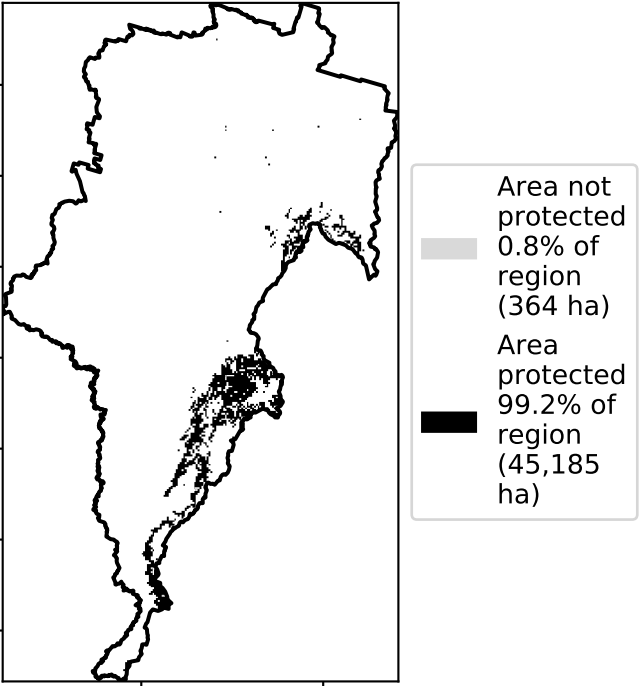 Area not
protected
0.8% of
region
(364 ha)
Area
protected
99.2% of
region
(45,185
ha)